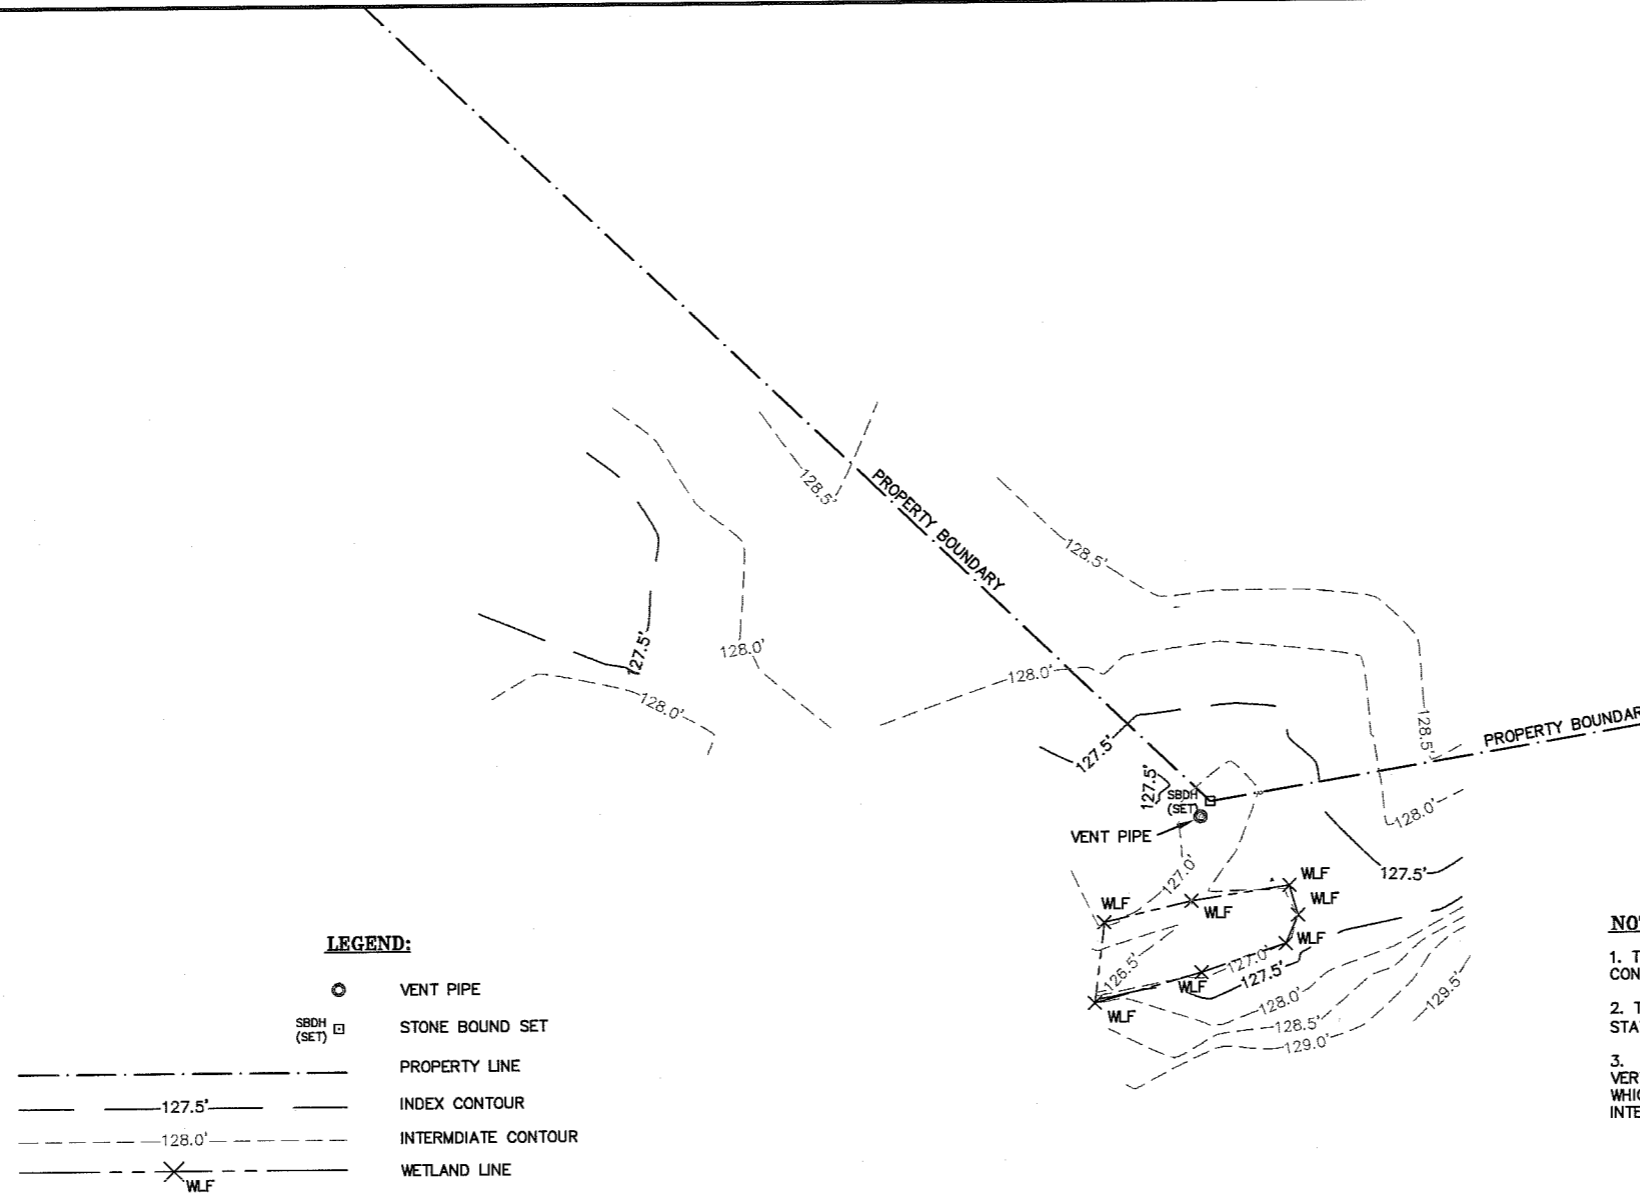 128.5'
PROPERTY BOUNDARY
128.5'
127.5'
128.0'
128.0'
128.0'
128.5'
PROPERTY BOUNDAR
127.5'
127.5'
SBDH
(SET)
VENT PIPE
128.0'
127.0'
127.5'
WLF
WLF
WLF
WLF
WLF
WLF
WLF
126.5'
127.0'
127.5'
128.0'
128.5'
129.0'
129.5'
LEGEND:
VENT PIPE
SBDH
(SET)
STONE BOUND SET
PROPERTY LINE
127.5'
INDEX CONTOUR
128.0'
INTERMDIATE CONTOUR
WLF
WETLAND LINE
NO
1. T
CON
2. T
STA
3.
VER
WHI
INTE